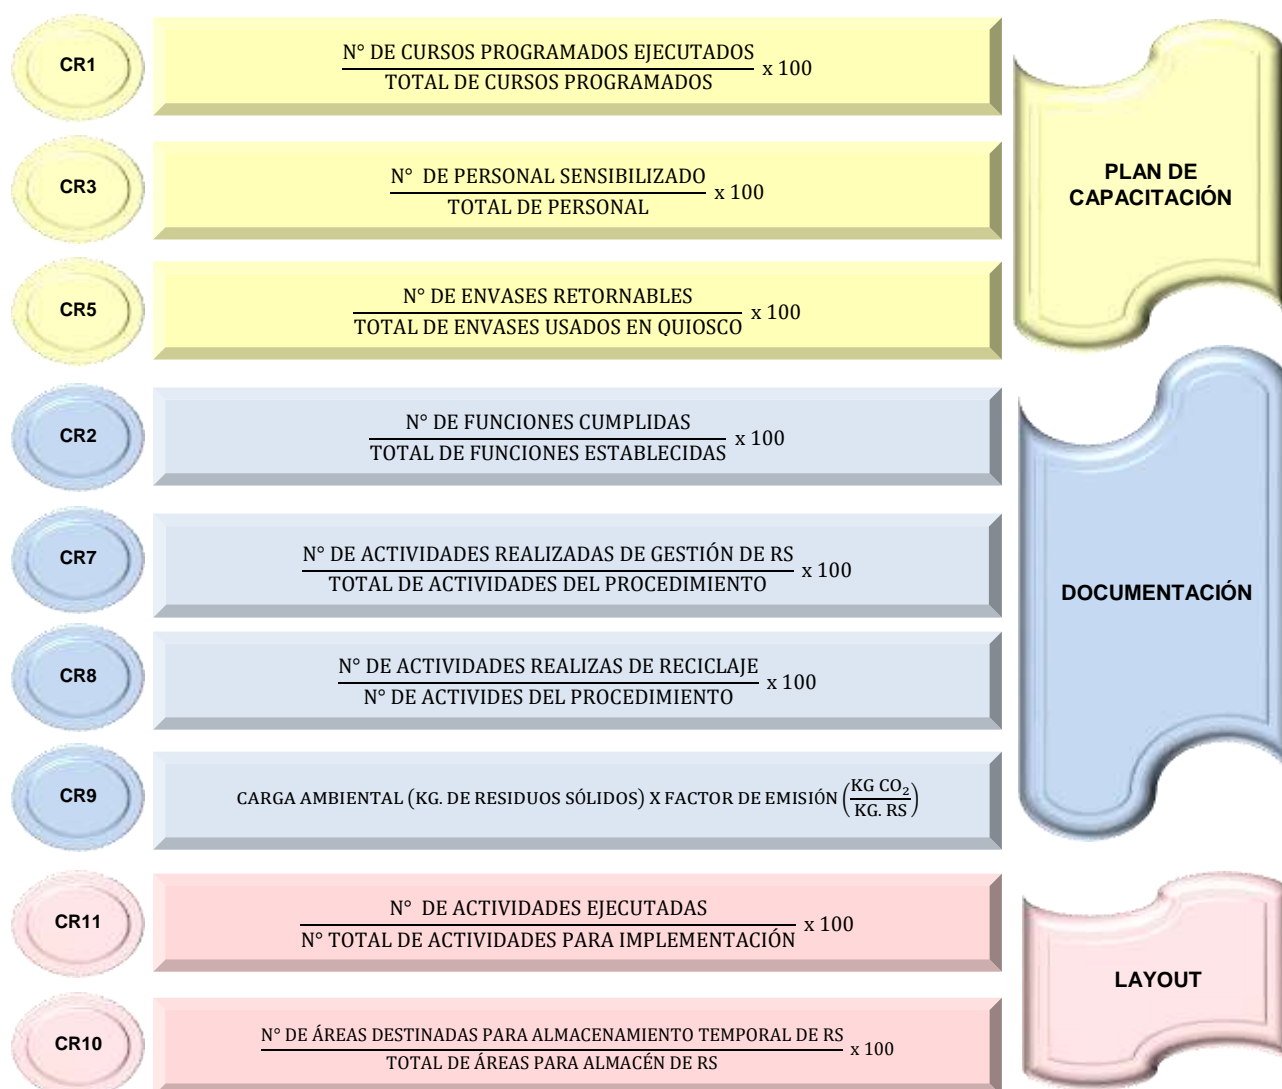 CR1
N° DE CURSOS PROGRAMADOS EJECUTADOS
TOTAL DE CURSOS PROGRAMADOS
x 100
CR3
N° DE PERSONAL SENSIBILIZADO
TOTAL DE PERSONAL
x 100
PLAN DE
CAPACITACIÓN
CR5
N° DE ENVASES RETORNABLES
TOTAL DE ENVASES USADOS EN QUIOSCO
x 100
CR2
N° DE FUNCIONES CUMPLIDAS
TOTAL DE FUNCIONES ESTABLECIDAS
x 100
CR7
N° DE ACTIVIDADES REALIZADAS DE GESTIÓN DE RS
TOTAL DE ACTIVIDADES DEL PROCEDIMIENTO
x 100
DOCUMENTACIÓN
CR8
N° DE ACTIVIDADES REALIZAS DE RECICLAJE
N° DE ACTIVIDES DEL PROCEDIMIENTO
x 100
CR9
CARGA AMBIENTAL (KG. DE RESIDUOS SÓLIDOS) X FACTOR DE EMISIÓN (KG CO₂ / KG. RS)
CR11
N° DE ACTIVIDADES EJECUTADAS
N° TOTAL DE ACTIVIDADES PARA IMPLEMENTACIÓN
x 100
LAYOUT
CR10
N° DE ÁREAS DESTINADAS PARA ALMACENAMIENTO TEMPORAL DE RS
TOTAL DE ÁREAS PARA ALMACÉN DE RS
x 100